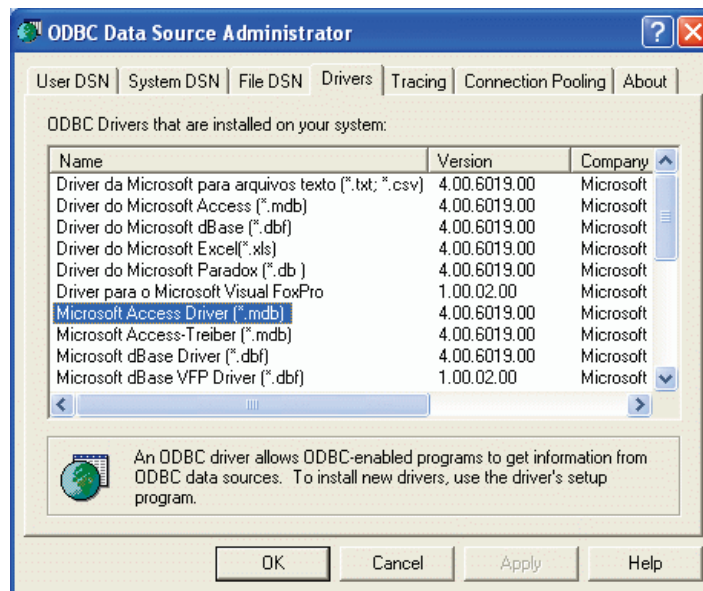 ODBC Data Source Administrator
User DSN System DSN File DSN Drivers Tracing Connection Pooling About
ODBC Drivers that are installed on your system:
Name Version Company
Driver da Microsoft para arquivos texto (*.txt; *.csv) 4.00.6019.00 Microsoft
Driver do Microsoft Access (*.mdb) 4.00.6019.00 Microsoft
Driver do Microsoft dBase (*.dbf) 4.00.6019.00 Microsoft
Driver do Microsoft Excel(*.xls) 4.00.6019.00 Microsoft
Driver do Microsoft Paradox (*.db ) 4.00.6019.00 Microsoft
Driver para o Microsoft Visual FoxPro 1.00.02.00 Microsoft
Microsoft Access Driver (*.mdb) 4.00.6019.00 Microsoft
Microsoft Access-Treiber (*.mdb) 4.00.6019.00 Microsoft
Microsoft dBase Driver (*.dbf) 4.00.6019.00 Microsoft
Microsoft dBase VFP Driver (*.dbf) 1.00.02.00 Microsoft
An ODBC driver allows ODBC-enabled programs to get information from
ODBC data sources. To install new drivers, use the driver's setup
program.
OK Cancel Apply Help